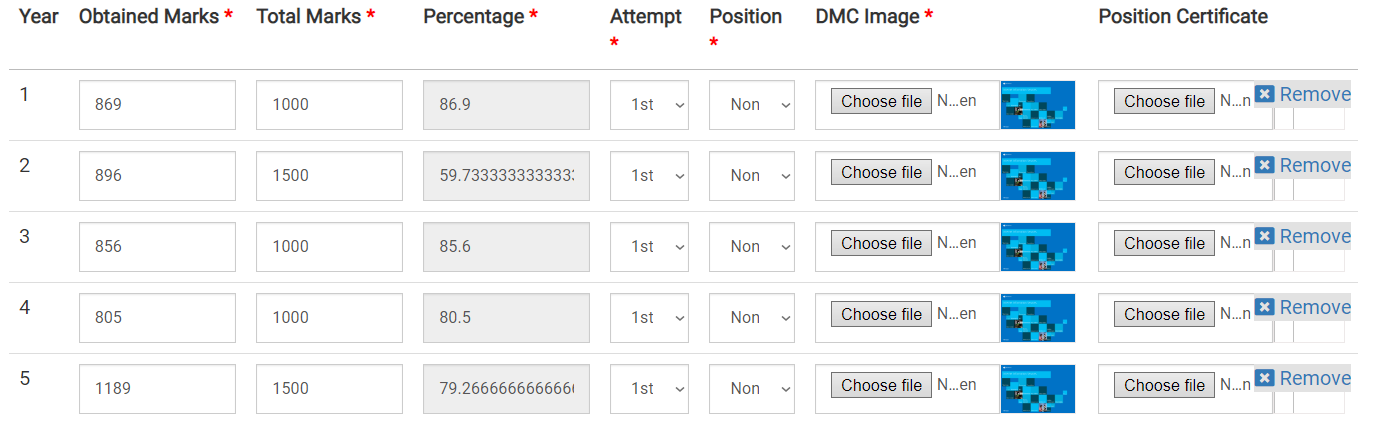 Year Obtained Marks * Total Marks * Percentage * Attempt * Position * DMC Image * Position Certificate
1 869 1000 86.9 1st Non Choose file N...en Choose file N...n Remove
2 896 1500 59.733333333333 1st Non Choose file N...en Choose file N...n Remove
3 856 1000 85.6 1st Non Choose file N...en Choose file N...n Remove
4 805 1000 80.5 1st Non Choose file N...en Choose file N...n Remove
5 1189 1500 79.266666666666 1st Non Choose file N...en Choose file N...n Remove